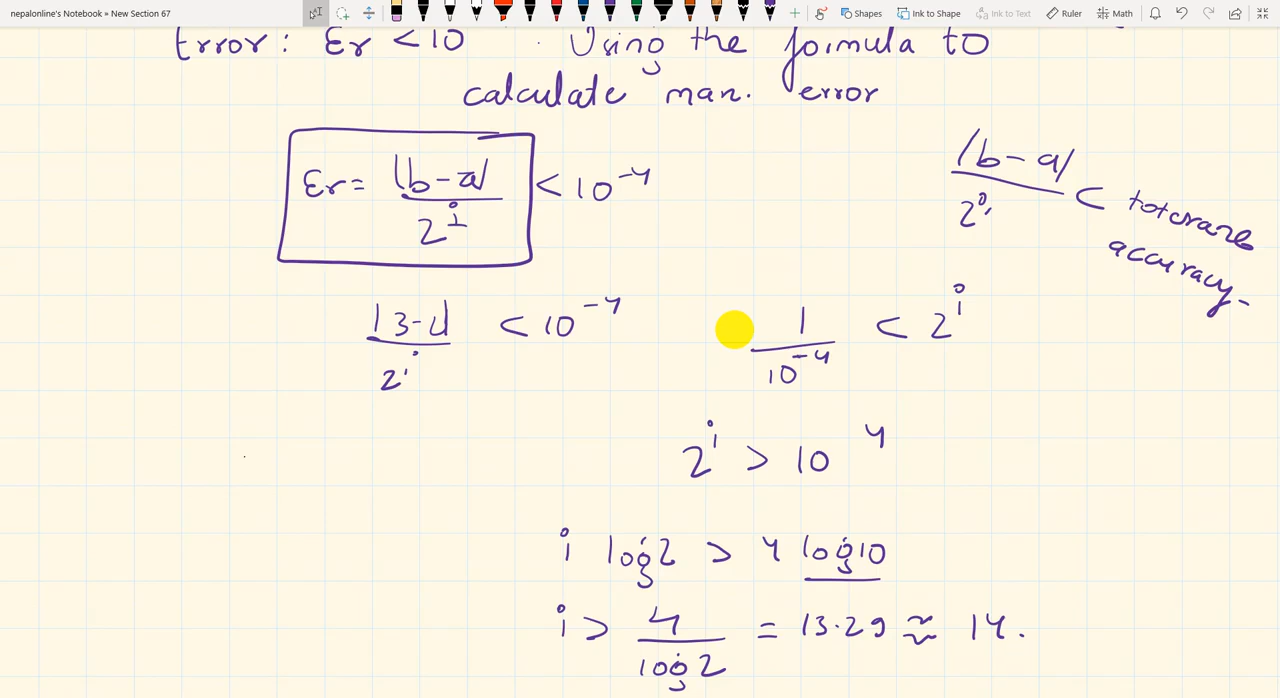 nepalonline's Notebook » New Section 67
Shapes Ink to Shape Ink to Text Ruler Math
Error: Er < 10 . Using the formula to
calculate man. error
Er = |b-a| / 2^i < 10^-4
|b-a| / 2^i < tolerance
accuracy-
|3-4| / 2^i < 10^-4
1 / 10^-4 < 2^i
2^i > 10^4
i log2 > 4 log10
i > 4 / log2 = 13.29 ≈ 14.